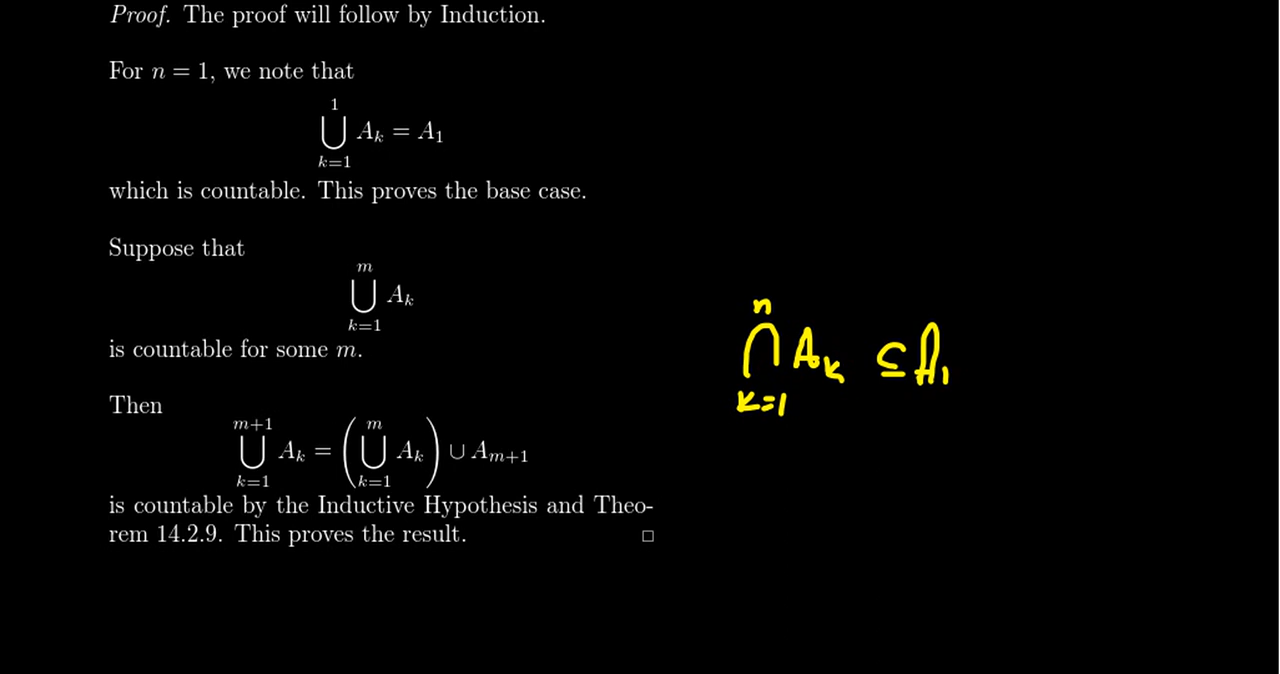 Proof. The proof will follow by Induction.
For n = 1, we note that
1
⋃ A_k = A_1
k=1
which is countable. This proves the base case.
Suppose that
m
⋃ A_k
k=1
is countable for some m.
n
⋂ A_k ⊆ A_1
k=1
Then
m+1 m
⋃ A_k = (⋃ A_k) ∪ A_{m+1}
k=1 k=1
is countable by the Inductive Hypothesis and Theo-
rem 14.2.9. This proves the result. □